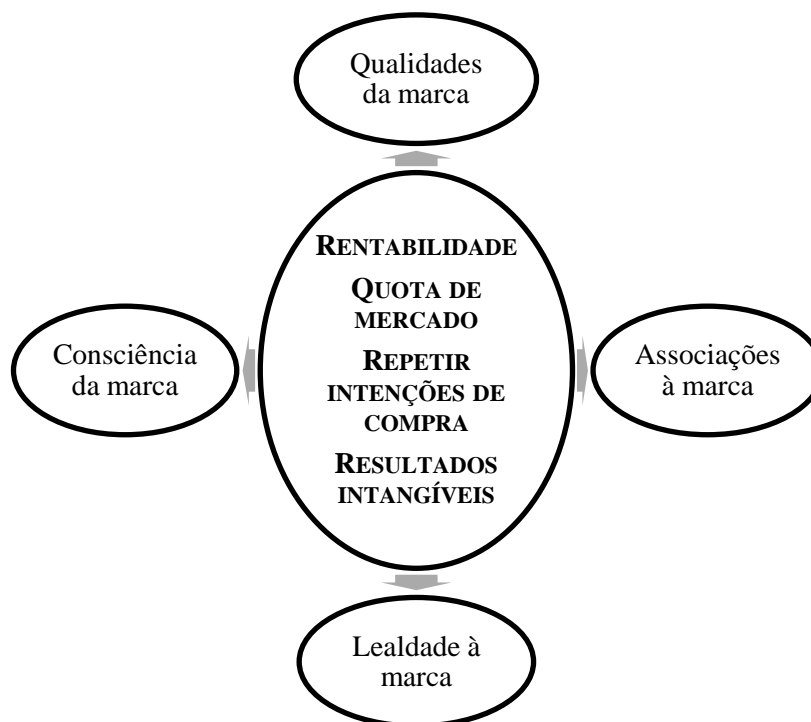 Qualidades
da marca
RENTABILIDADE
QUOTA DE
MERCADO
Consciência
da marca
REPETIR
INTENÇÕES DE
COMPRA
Associações
à marca
RESULTADOS
INTANGÍVEIS
Lealdade à
marca